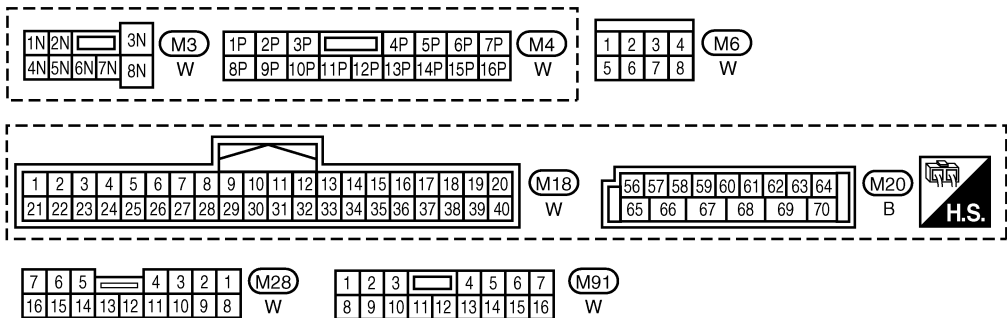 1N 2N 3N M3 1P 2P 3P 4P 5P 6P 7P M4 1 2 3 4 M6
4N 5N 6N 7N 8N W 8P 9P 10P 11P 12P 13P 14P 15P 16P W 5 6 7 8 W
1 2 3 4 5 6 7 8 9 10 11 12 13 14 15 16 17 18 19 20 M18 56 57 58 59 60 61 62 63 64 M20
21 22 23 24 25 26 27 28 29 30 31 32 33 34 35 36 37 38 39 40 W 65 66 67 68 69 70 B H.S.
7 6 5 4 3 2 1 M28 1 2 3 4 5 6 7 M91
16 15 14 13 12 11 10 9 8 W 8 9 10 11 12 13 14 15 16 W